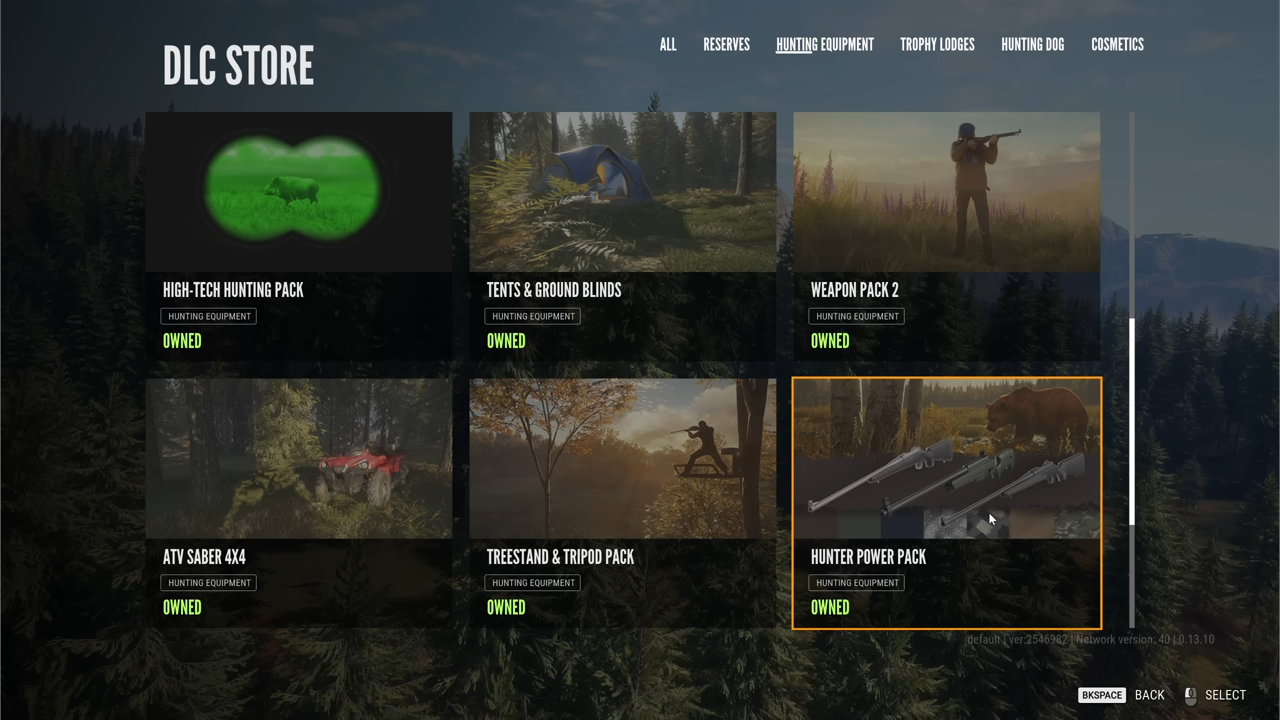 DLC STORE
ALL RESERVES HUNTING EQUIPMENT TROPHY LODGES HUNTING DOG COSMETICS
HIGH-TECH HUNTING PACK
HUNTING EQUIPMENT
OWNED
TENTS & GROUND BLINDS
HUNTING EQUIPMENT
OWNED
WEAPON PACK 2
HUNTING EQUIPMENT
OWNED
ATV SABER 4X4
HUNTING EQUIPMENT
OWNED
TREESTAND & TRIPOD PACK
HUNTING EQUIPMENT
OWNED
HUNTER POWER PACK
HUNTING EQUIPMENT
OWNED
default | ver:2546982 | Network version: 40 | 0.13.10
BKSPACE BACK SELECT